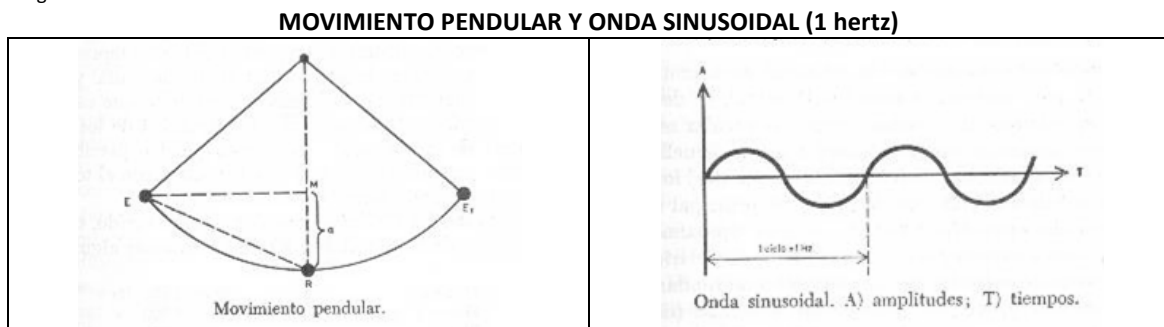 MOVIMIENTO PENDULAR Y ONDA SINUSOIDAL (1 hertz)
E
M
E₁
a
R
Movimiento pendular.
A
T
1 ciclo = 1 Hz
Onda sinusoidal. A) amplitudes; T) tiempos.